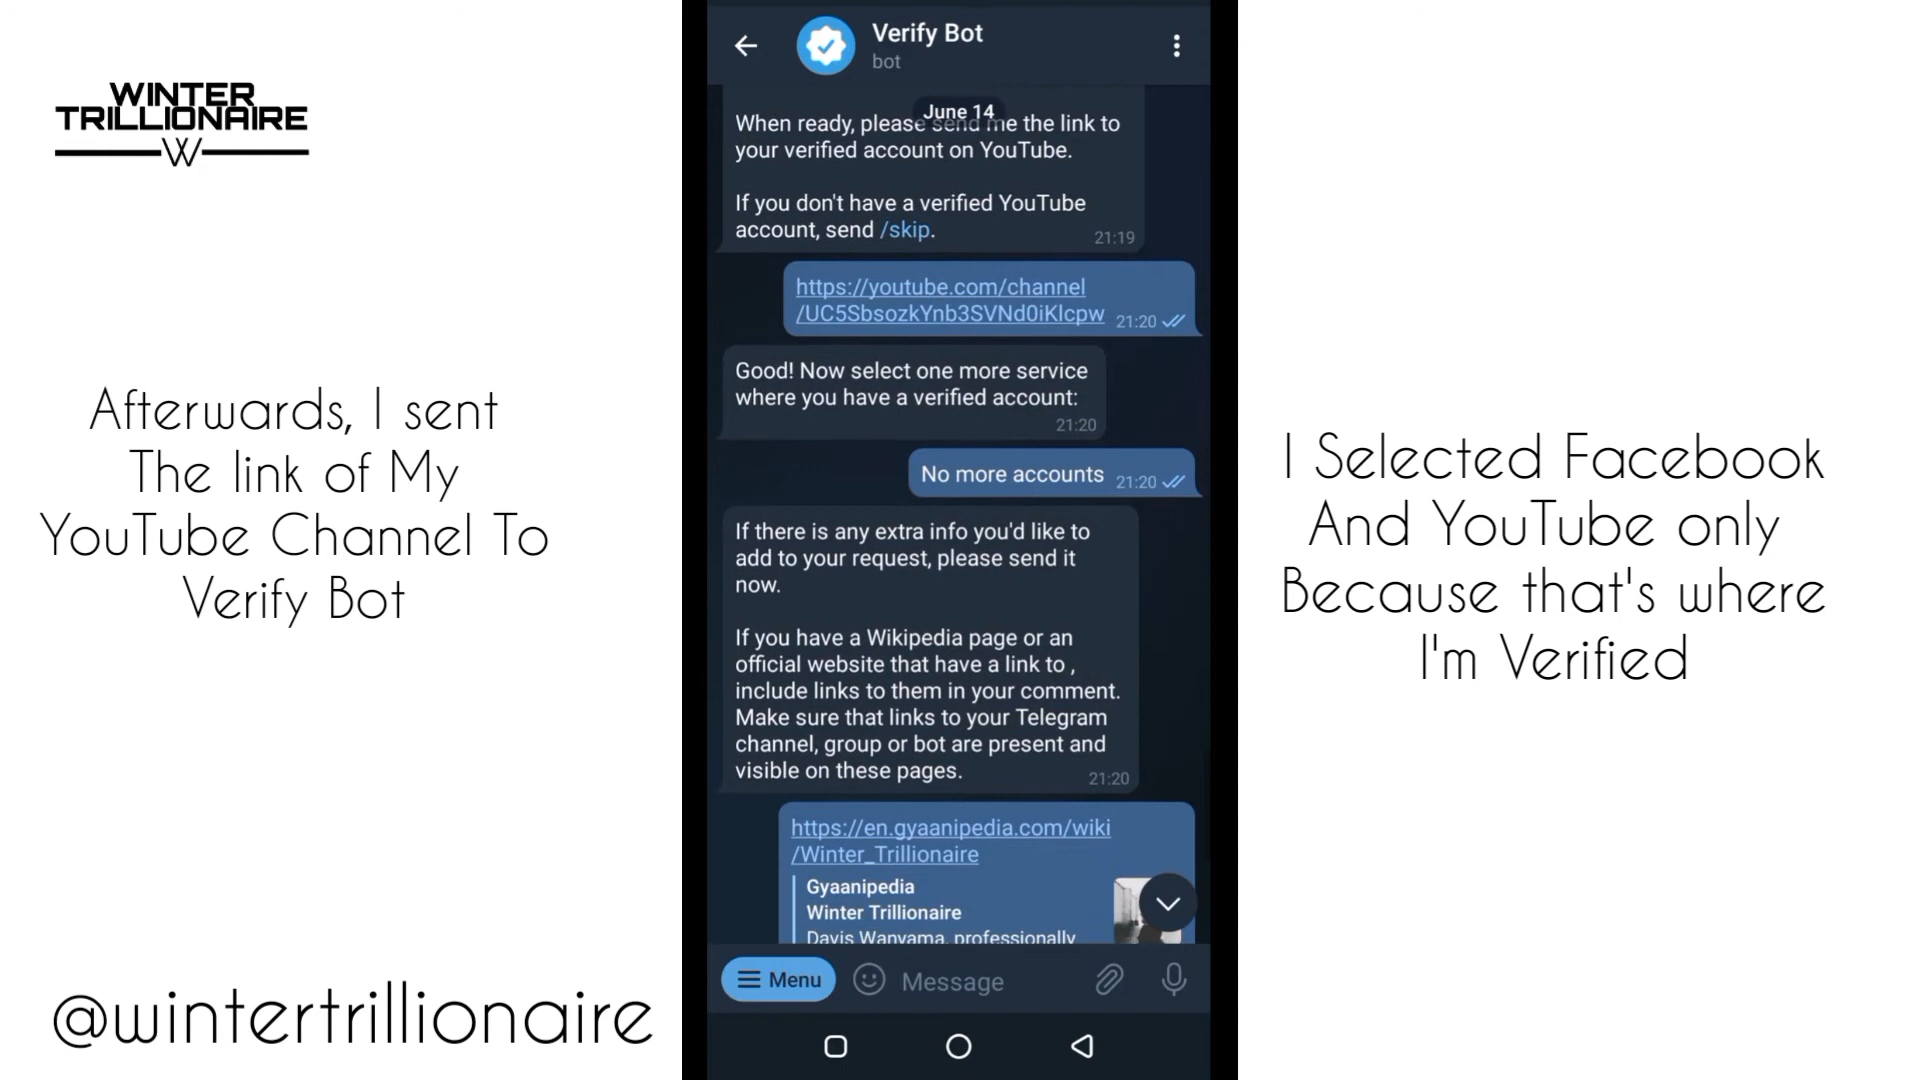 WINTER
TRILLIONAIRE
W
Afterwards, I sent
The link of My
YouTube Channel To
Verify Bot
@wintertrillionaire
Verify Bot
bot
June 14
When ready, please send me the link to
your verified account on YouTube.
If you don't have a verified YouTube
account, send /skip.
21:19
https://youtube.com/channel
/UC5SbsozkYnb3SVNd0iKlcpw 21:20
Good! Now select one more service
where you have a verified account:
21:20
No more accounts 21:20
If there is any extra info you'd like to
add to your request, please send it
now.
If you have a Wikipedia page or an
official website that have a link to ,
include links to them in your comment.
Make sure that links to your Telegram
channel, group or bot are present and
visible on these pages.
21:20
https://en.gyaanipedia.com/wiki
/Winter_Trillionaire
Gyaanipedia
Winter Trillionaire
Davis Wanyama, professionally
Menu
Message
I Selected Facebook
And YouTube only
Because that's where
I'm Verified